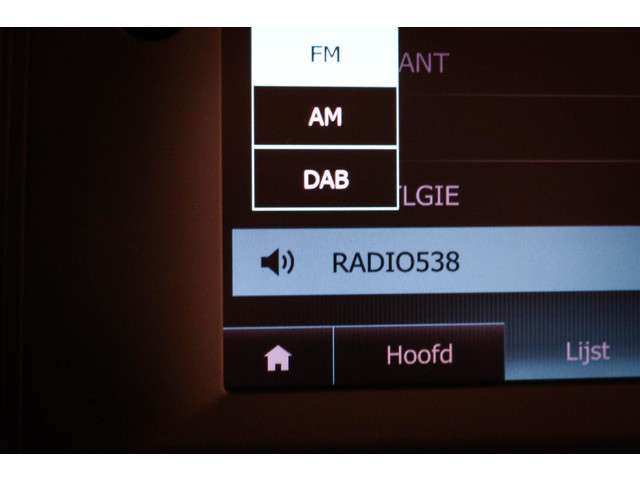 FM
ANT
AM
DAB
LGIE
RADIO538
Hoofd
Lijst